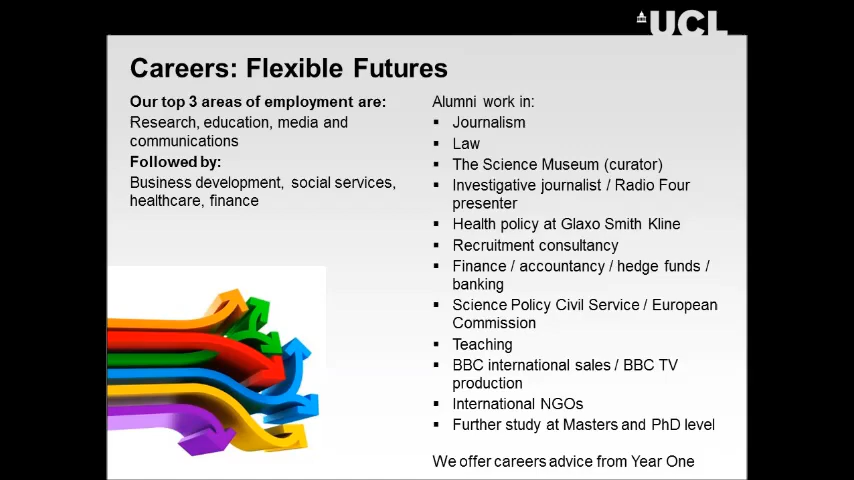 UCL
Careers: Flexible Futures
Our top 3 areas of employment are:
Research, education, media and
communications
Followed by:
Business development, social services,
healthcare, finance
Alumni work in:
▪ Journalism
▪ Law
▪ The Science Museum (curator)
▪ Investigative journalist / Radio Four
presenter
▪ Health policy at Glaxo Smith Kline
▪ Recruitment consultancy
▪ Finance / accountancy / hedge funds /
banking
▪ Science Policy Civil Service / European
Commission
▪ Teaching
▪ BBC international sales / BBC TV
production
▪ International NGOs
▪ Further study at Masters and PhD level
We offer careers advice from Year One